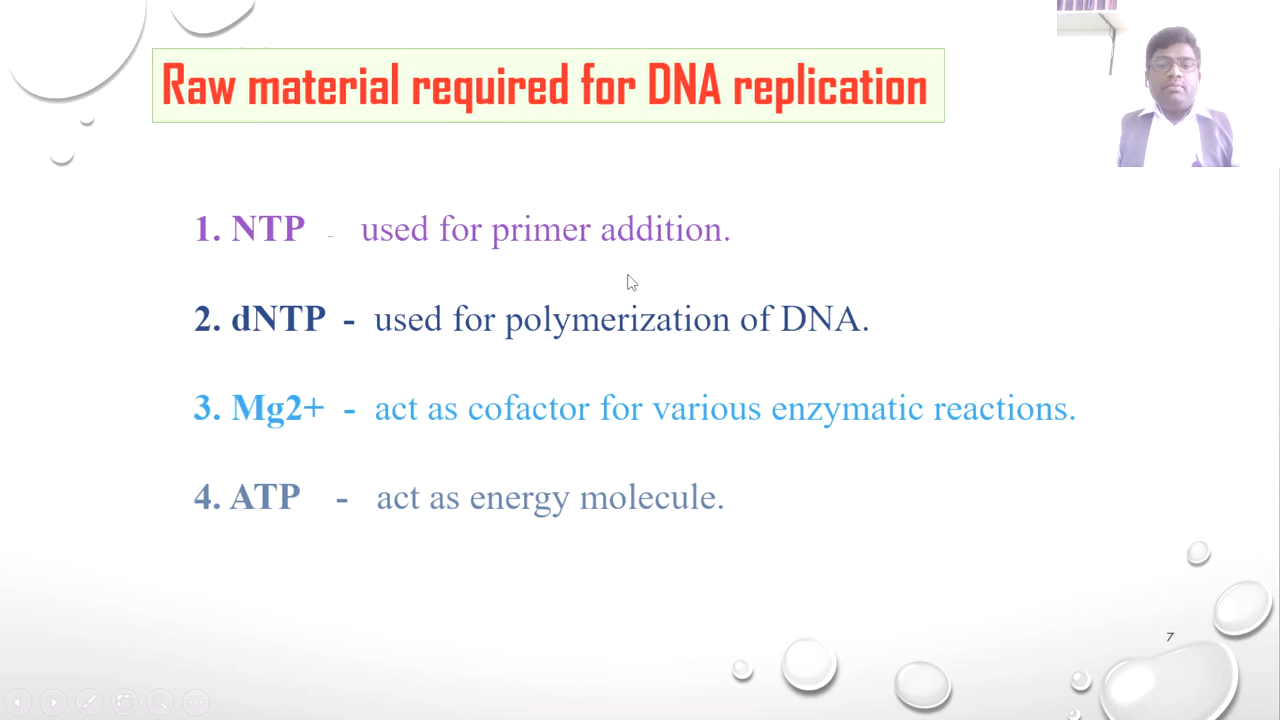 Raw material required for DNA replication
1. NTP - used for primer addition.
2. dNTP - used for polymerization of DNA.
3. Mg2+ - act as cofactor for various enzymatic reactions.
4. ATP - act as energy molecule.
7